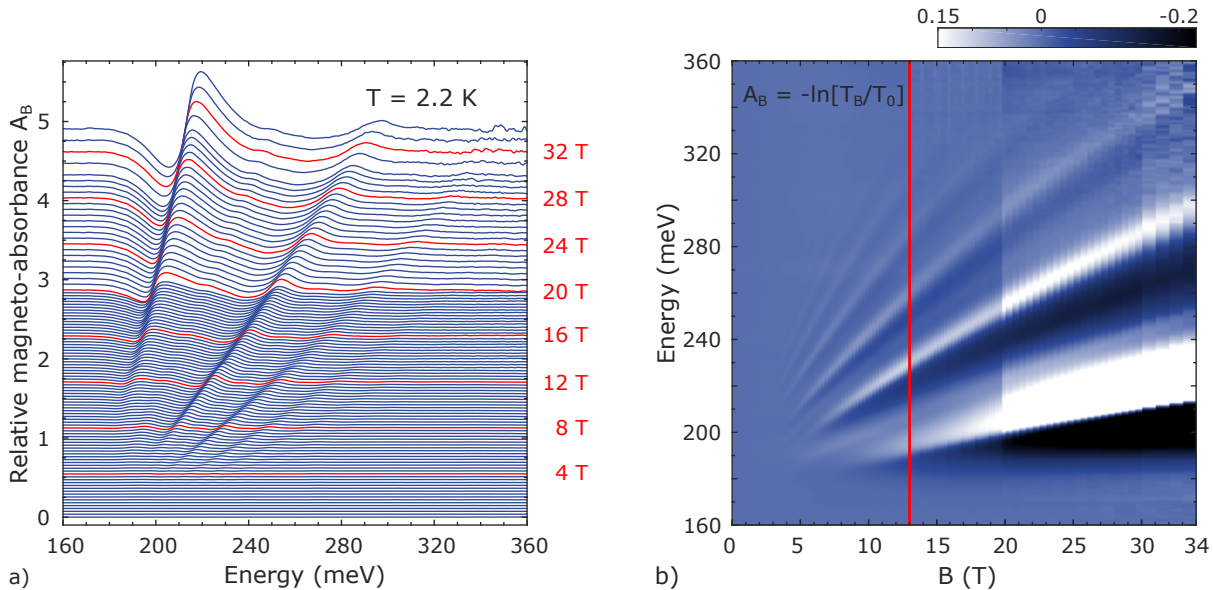 T = 2.2 K
Relative magneto-absorbance A_B
5
4
3
2
1
0
32 T
28 T
24 T
20 T
16 T
12 T
8 T
4 T
160 200 240 280 320 360
Energy (meV)
a)
0.15 0 -0.2
A_B = -ln[T_B/T_0]
Energy (meV)
360
320
280
240
200
160
0 5 10 15 20 25 30 34
B (T)
b)